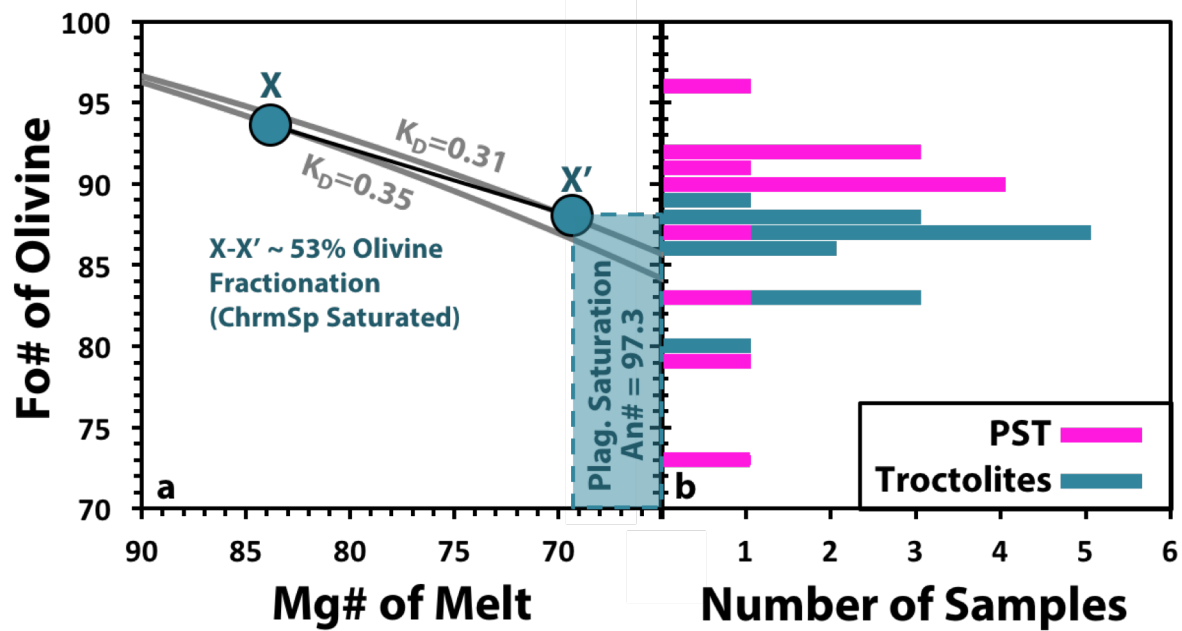 100
95
90
85
80
75
70
Fo# of Olivine
X
K_D=0.31
K_D=0.35
X′
X-X′ ~ 53% Olivine
Fractionation
(ChrmSp Saturated)
Plag. Saturation
An# = 97.3
a
b
PST
Troctolites
90
85
80
75
70
1
2
3
4
5
6
Mg# of Melt
Number of Samples